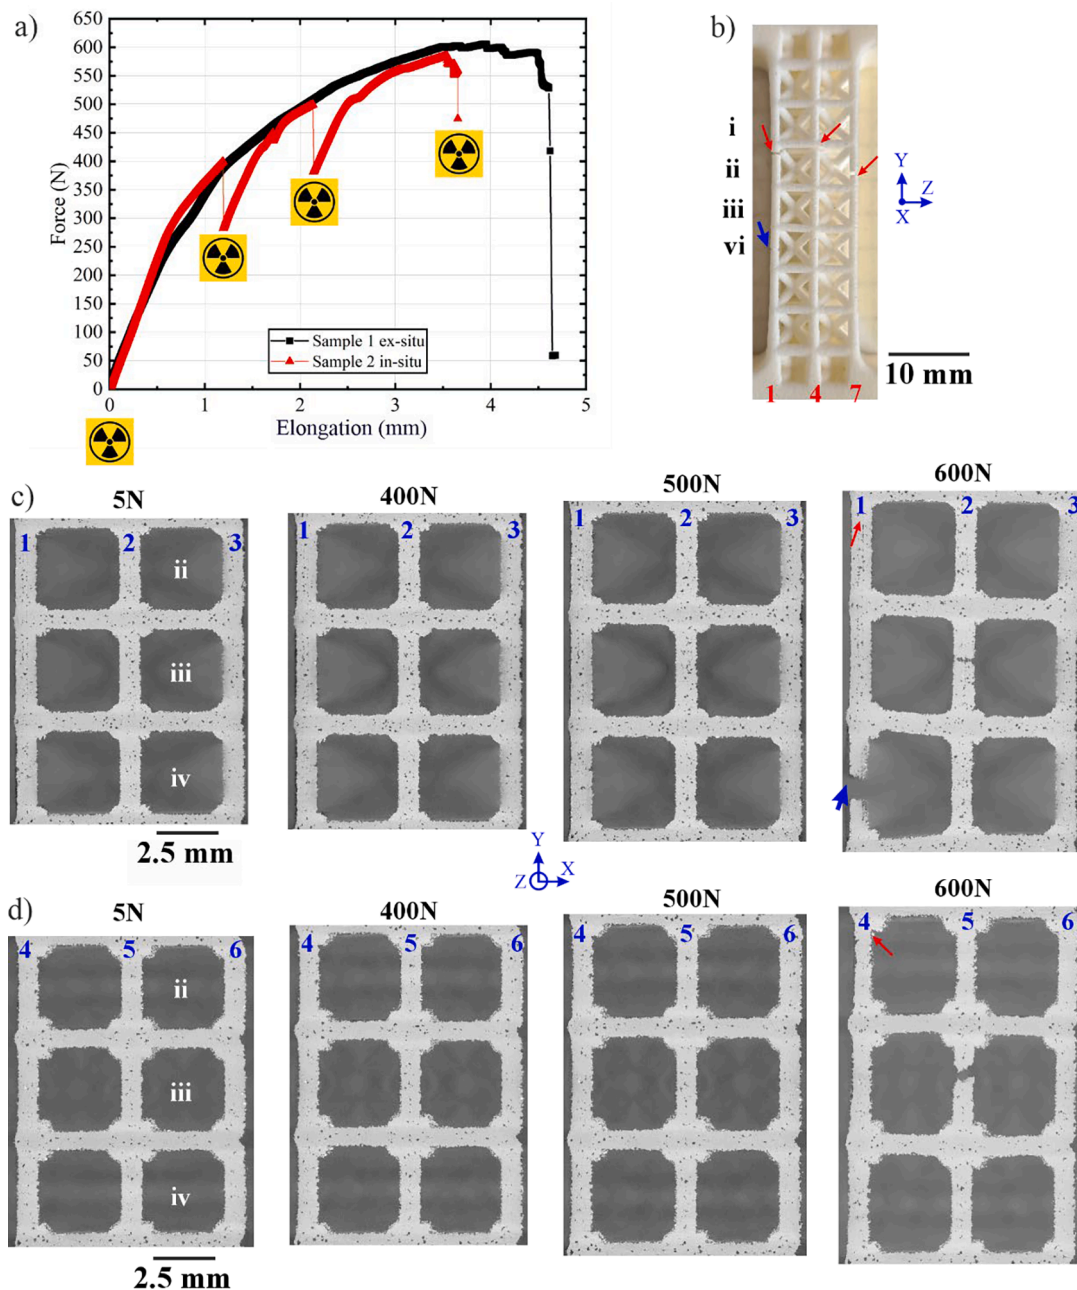 a)
Force (N)
650
600
550
500
450
400
350
300
250
200
150
100
50
0
0 1 2 3 4 5
Elongation (mm)
Sample 1 ex-situ
Sample 2 in-situ
b)
i
ii
iii
vi
1 4 7
Y
Z
X
10 mm
c)
5N 400N 500N 600N
1 2 3 1 2 3 1 2 3 1 2 3
ii
iii
iv
2.5 mm
Y
Z X
d)
5N 400N 500N 600N
4 5 6 4 5 6 4 5 6 4 5 6
ii
iii
iv
2.5 mm